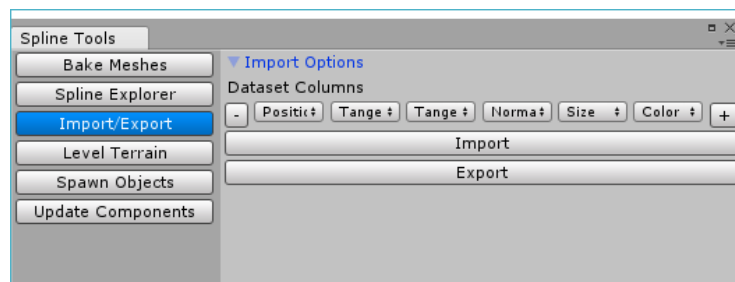 Spline Tools
Bake Meshes
Spline Explorer
Import/Export
Level Terrain
Spawn Objects
Update Components
Import Options
Dataset Columns
- Positic Tange Tange Norma Size Color +
Import
Export